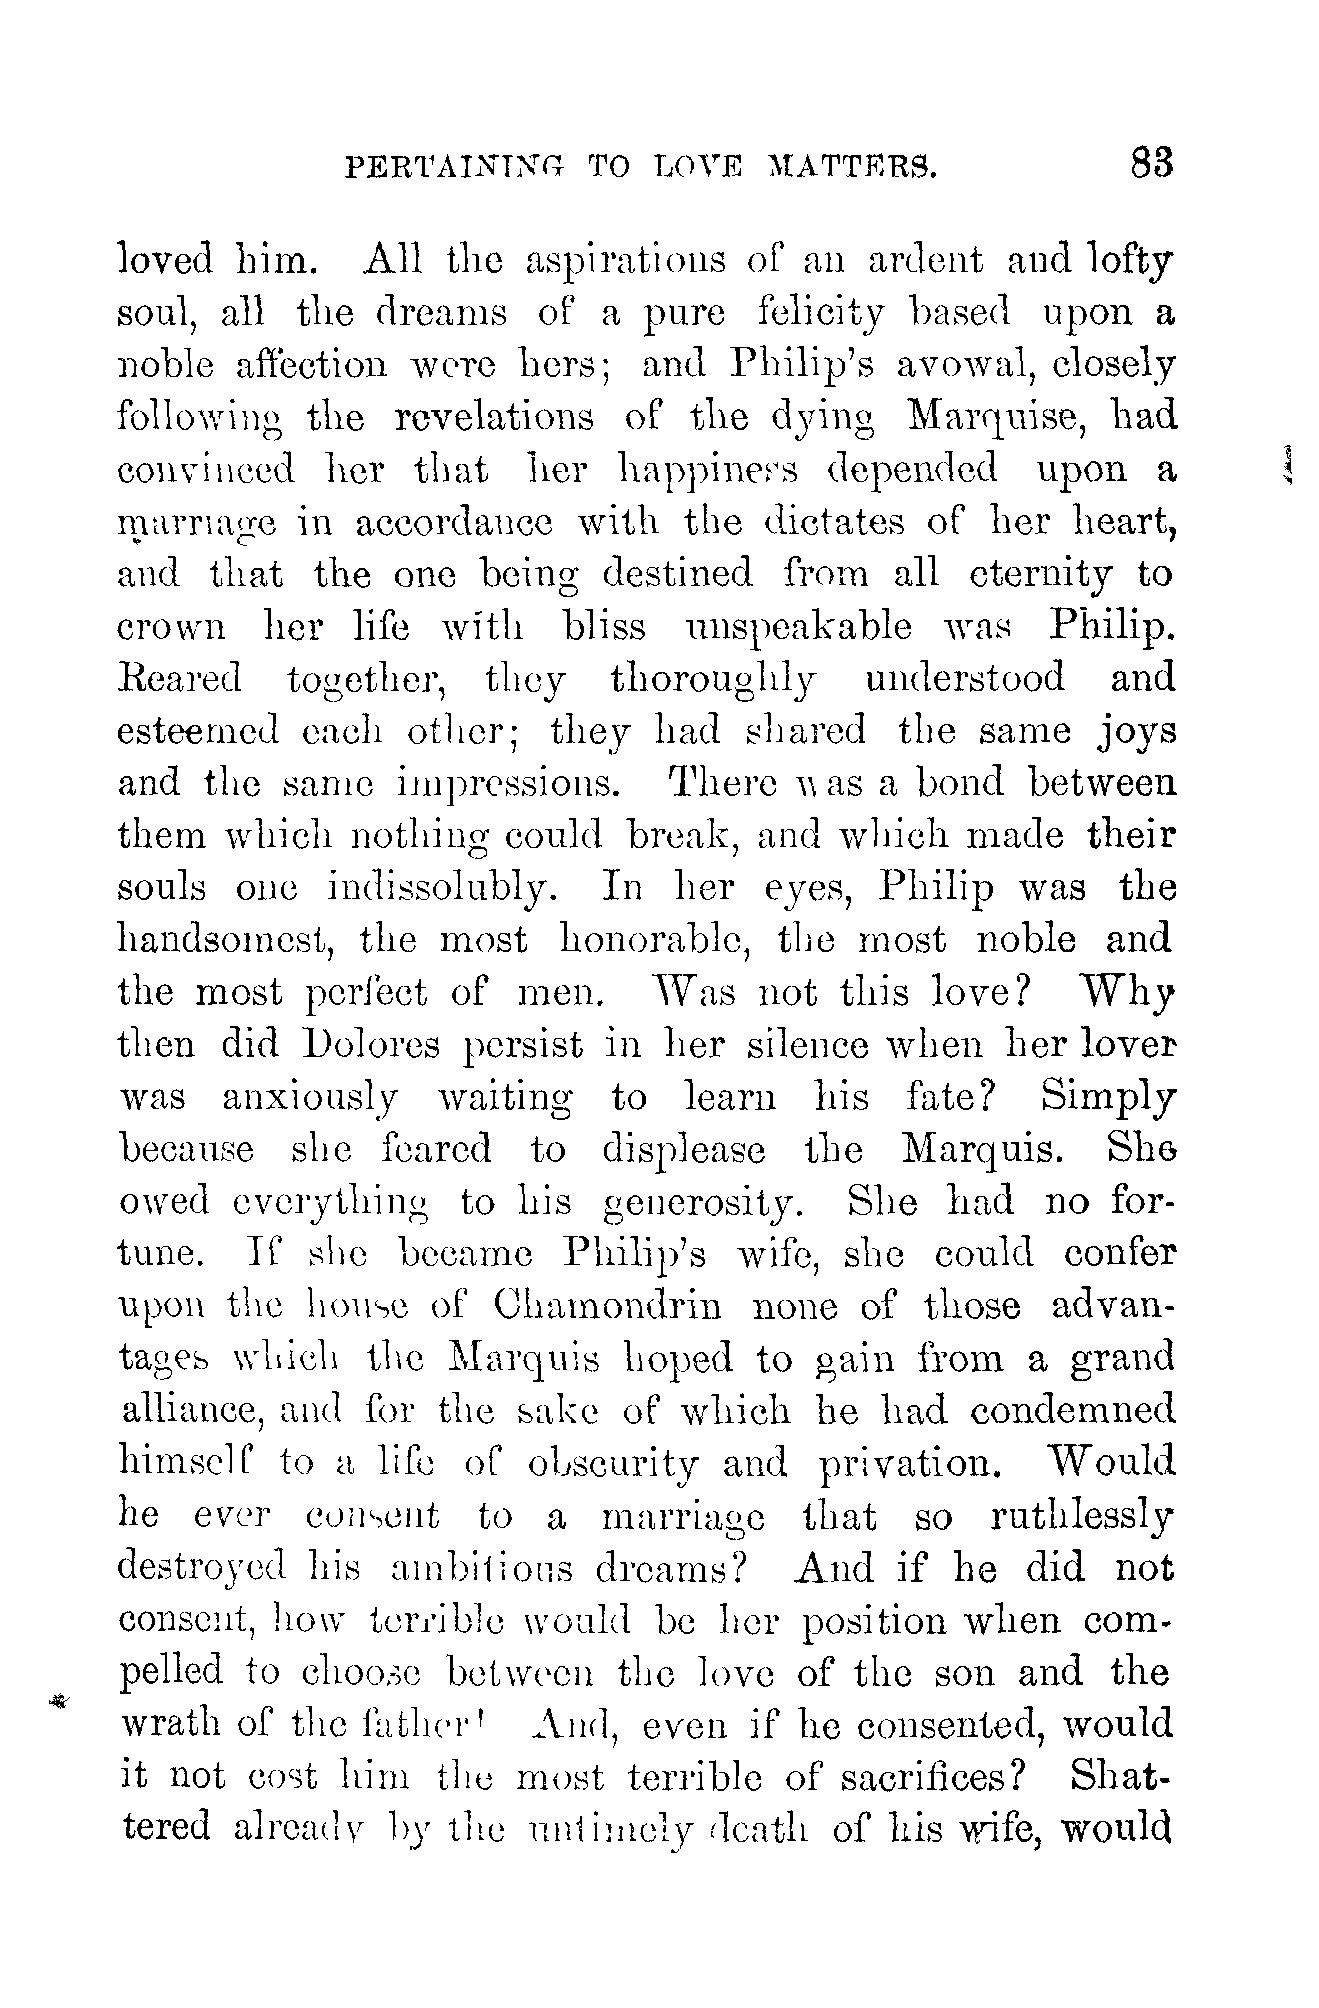 PERTAINING TO LOVE MATTERS. 83
loved him. All the aspirations of an ardent and lofty
soul, all the dreams of a pure felicity based upon a
noble affection were hers; and Philip's avowal, closely
following the revelations of the dying Marquise, had
convinced her that her happiness depended upon a
marriage in accordance with the dictates of her heart,
and that the one being destined from all eternity to
crown her life with bliss unspeakable was Philip.
Reared together, they thoroughly understood and
esteemed each other; they had shared the same joys
and the same impressions. There was a bond between
them which nothing could break, and which made their
souls one indissolubly. In her eyes, Philip was the
handsomest, the most honorable, the most noble and
the most perfect of men. Was not this love? Why
then did Dolores persist in her silence when her lover
was anxiously waiting to learn his fate? Simply
because she feared to displease the Marquis. She
owed everything to his generosity. She had no for-
tune. If she became Philip's wife, she could confer
upon the house of Chamondrin none of those advan-
tages which the Marquis hoped to gain from a grand
alliance, and for the sake of which he had condemned
himself to a life of obscurity and privation. Would
he ever consent to a marriage that so ruthlessly
destroyed his ambitious dreams? And if he did not
consent, how terrible would be her position when com-
pelled to choose between the love of the son and the
wrath of the father! And, even if he consented, would
it not cost him the most terrible of sacrifices? Shat-
tered already by the untimely death of his wife, would